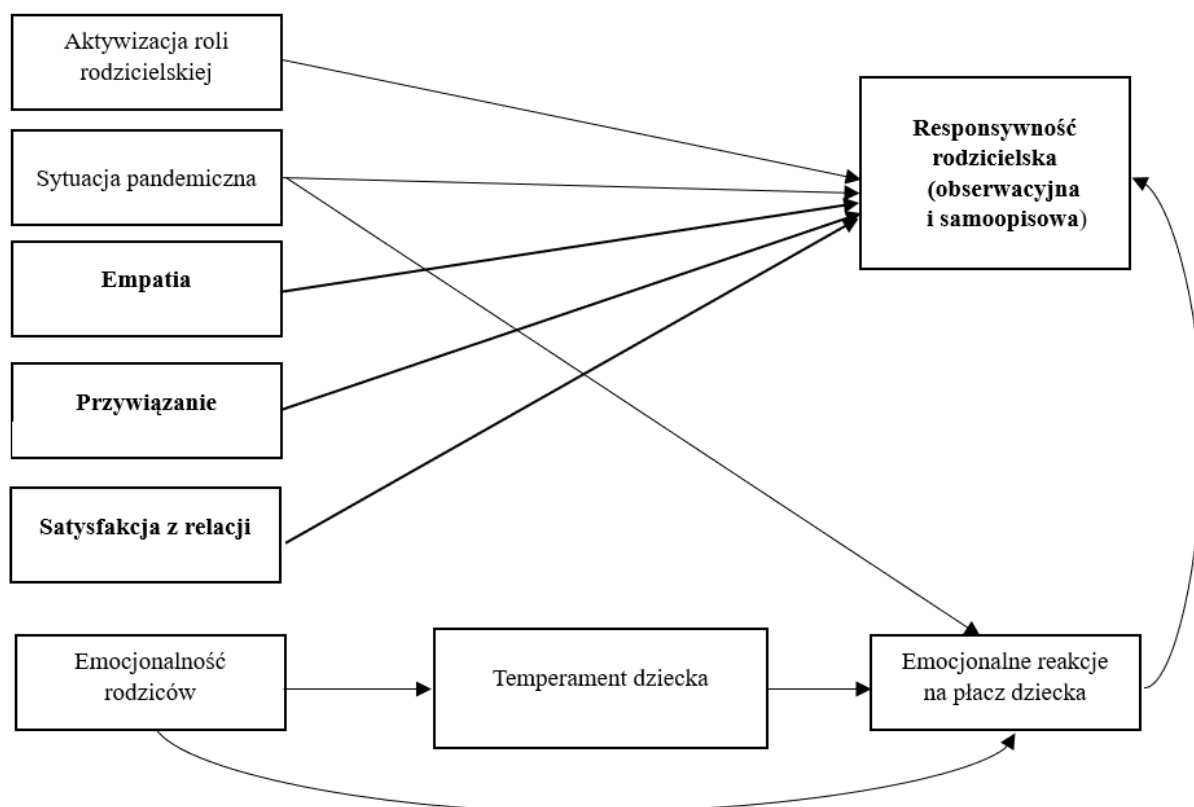 Aktywizacja roli
rodzicielskiej
Sytuacja pandemiczna
Empatia
Przywiązanie
Satysfakcja z relacji
Responsywność
rodzicielska
(obserwacyjna
i samoopisowa)
Emocjonalność
rodziców
Temperament dziecka
Emocjonalne reakcje
na płacz dziecka